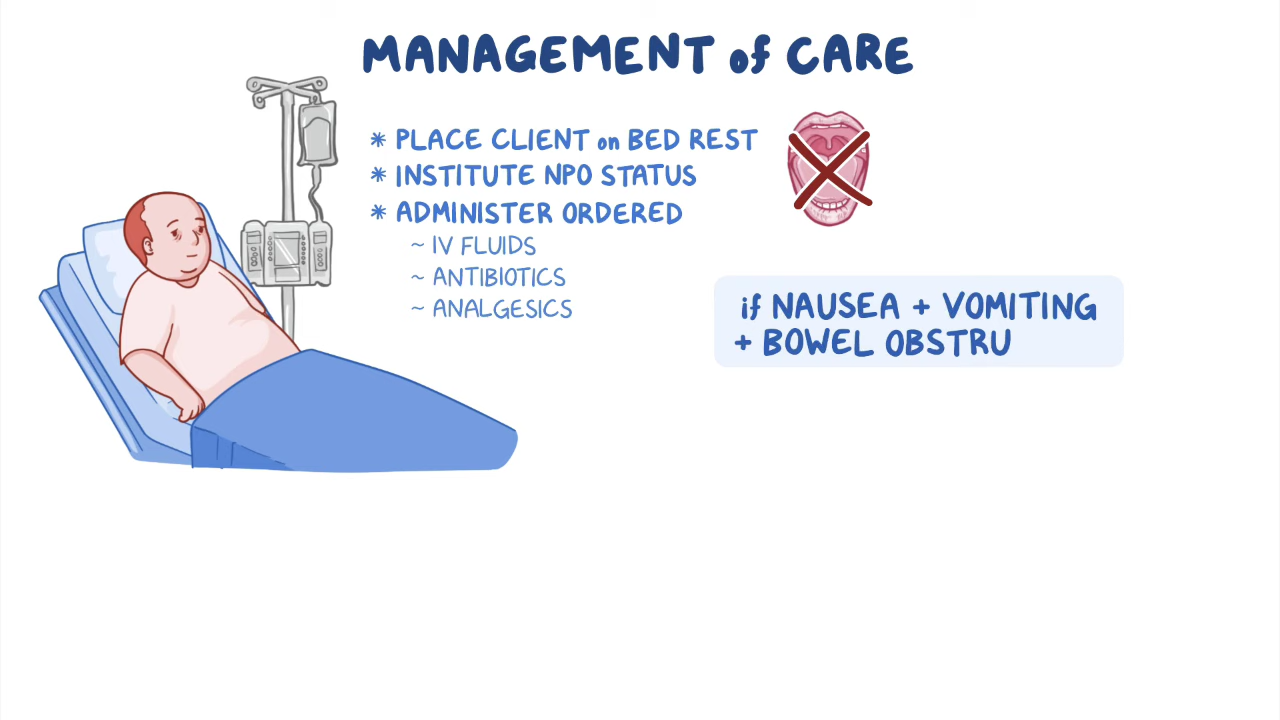 MANAGEMENT of CARE
* PLACE CLIENT on BED REST
* INSTITUTE NPO STATUS
* ADMINISTER ORDERED
~ IV FLUIDS
~ ANTIBIOTICS
~ ANALGESICS
if NAUSEA + VOMITING
+ BOWEL OBSTRU